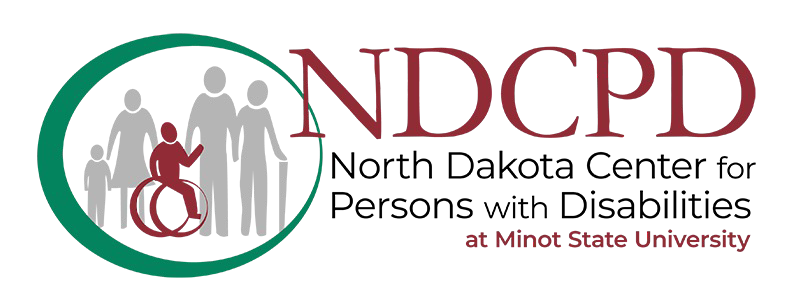 NDCPD
North Dakota Center for
Persons with Disabilities
at Minot State University